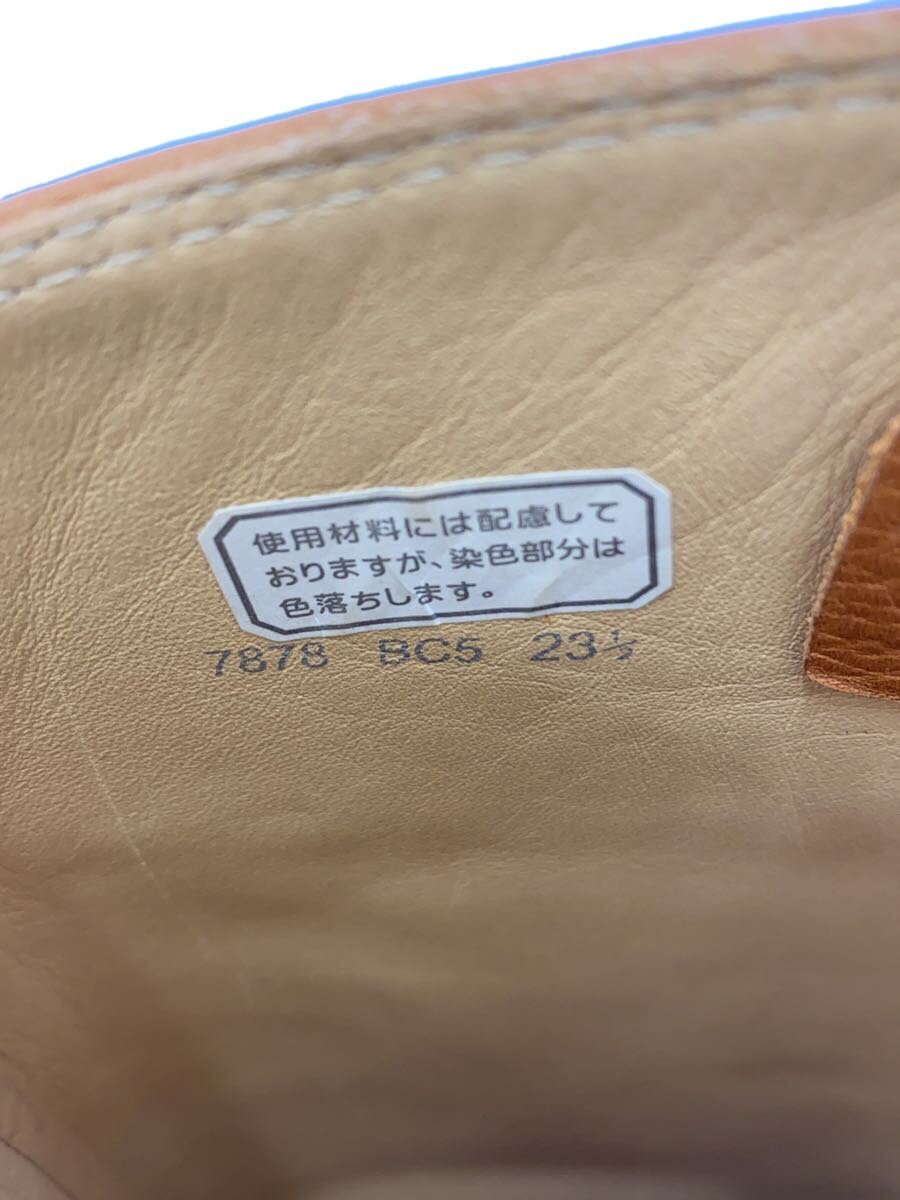 使用材料には配慮して
おりますが、染色部分は
色落ちします。
7878 BC5 23½